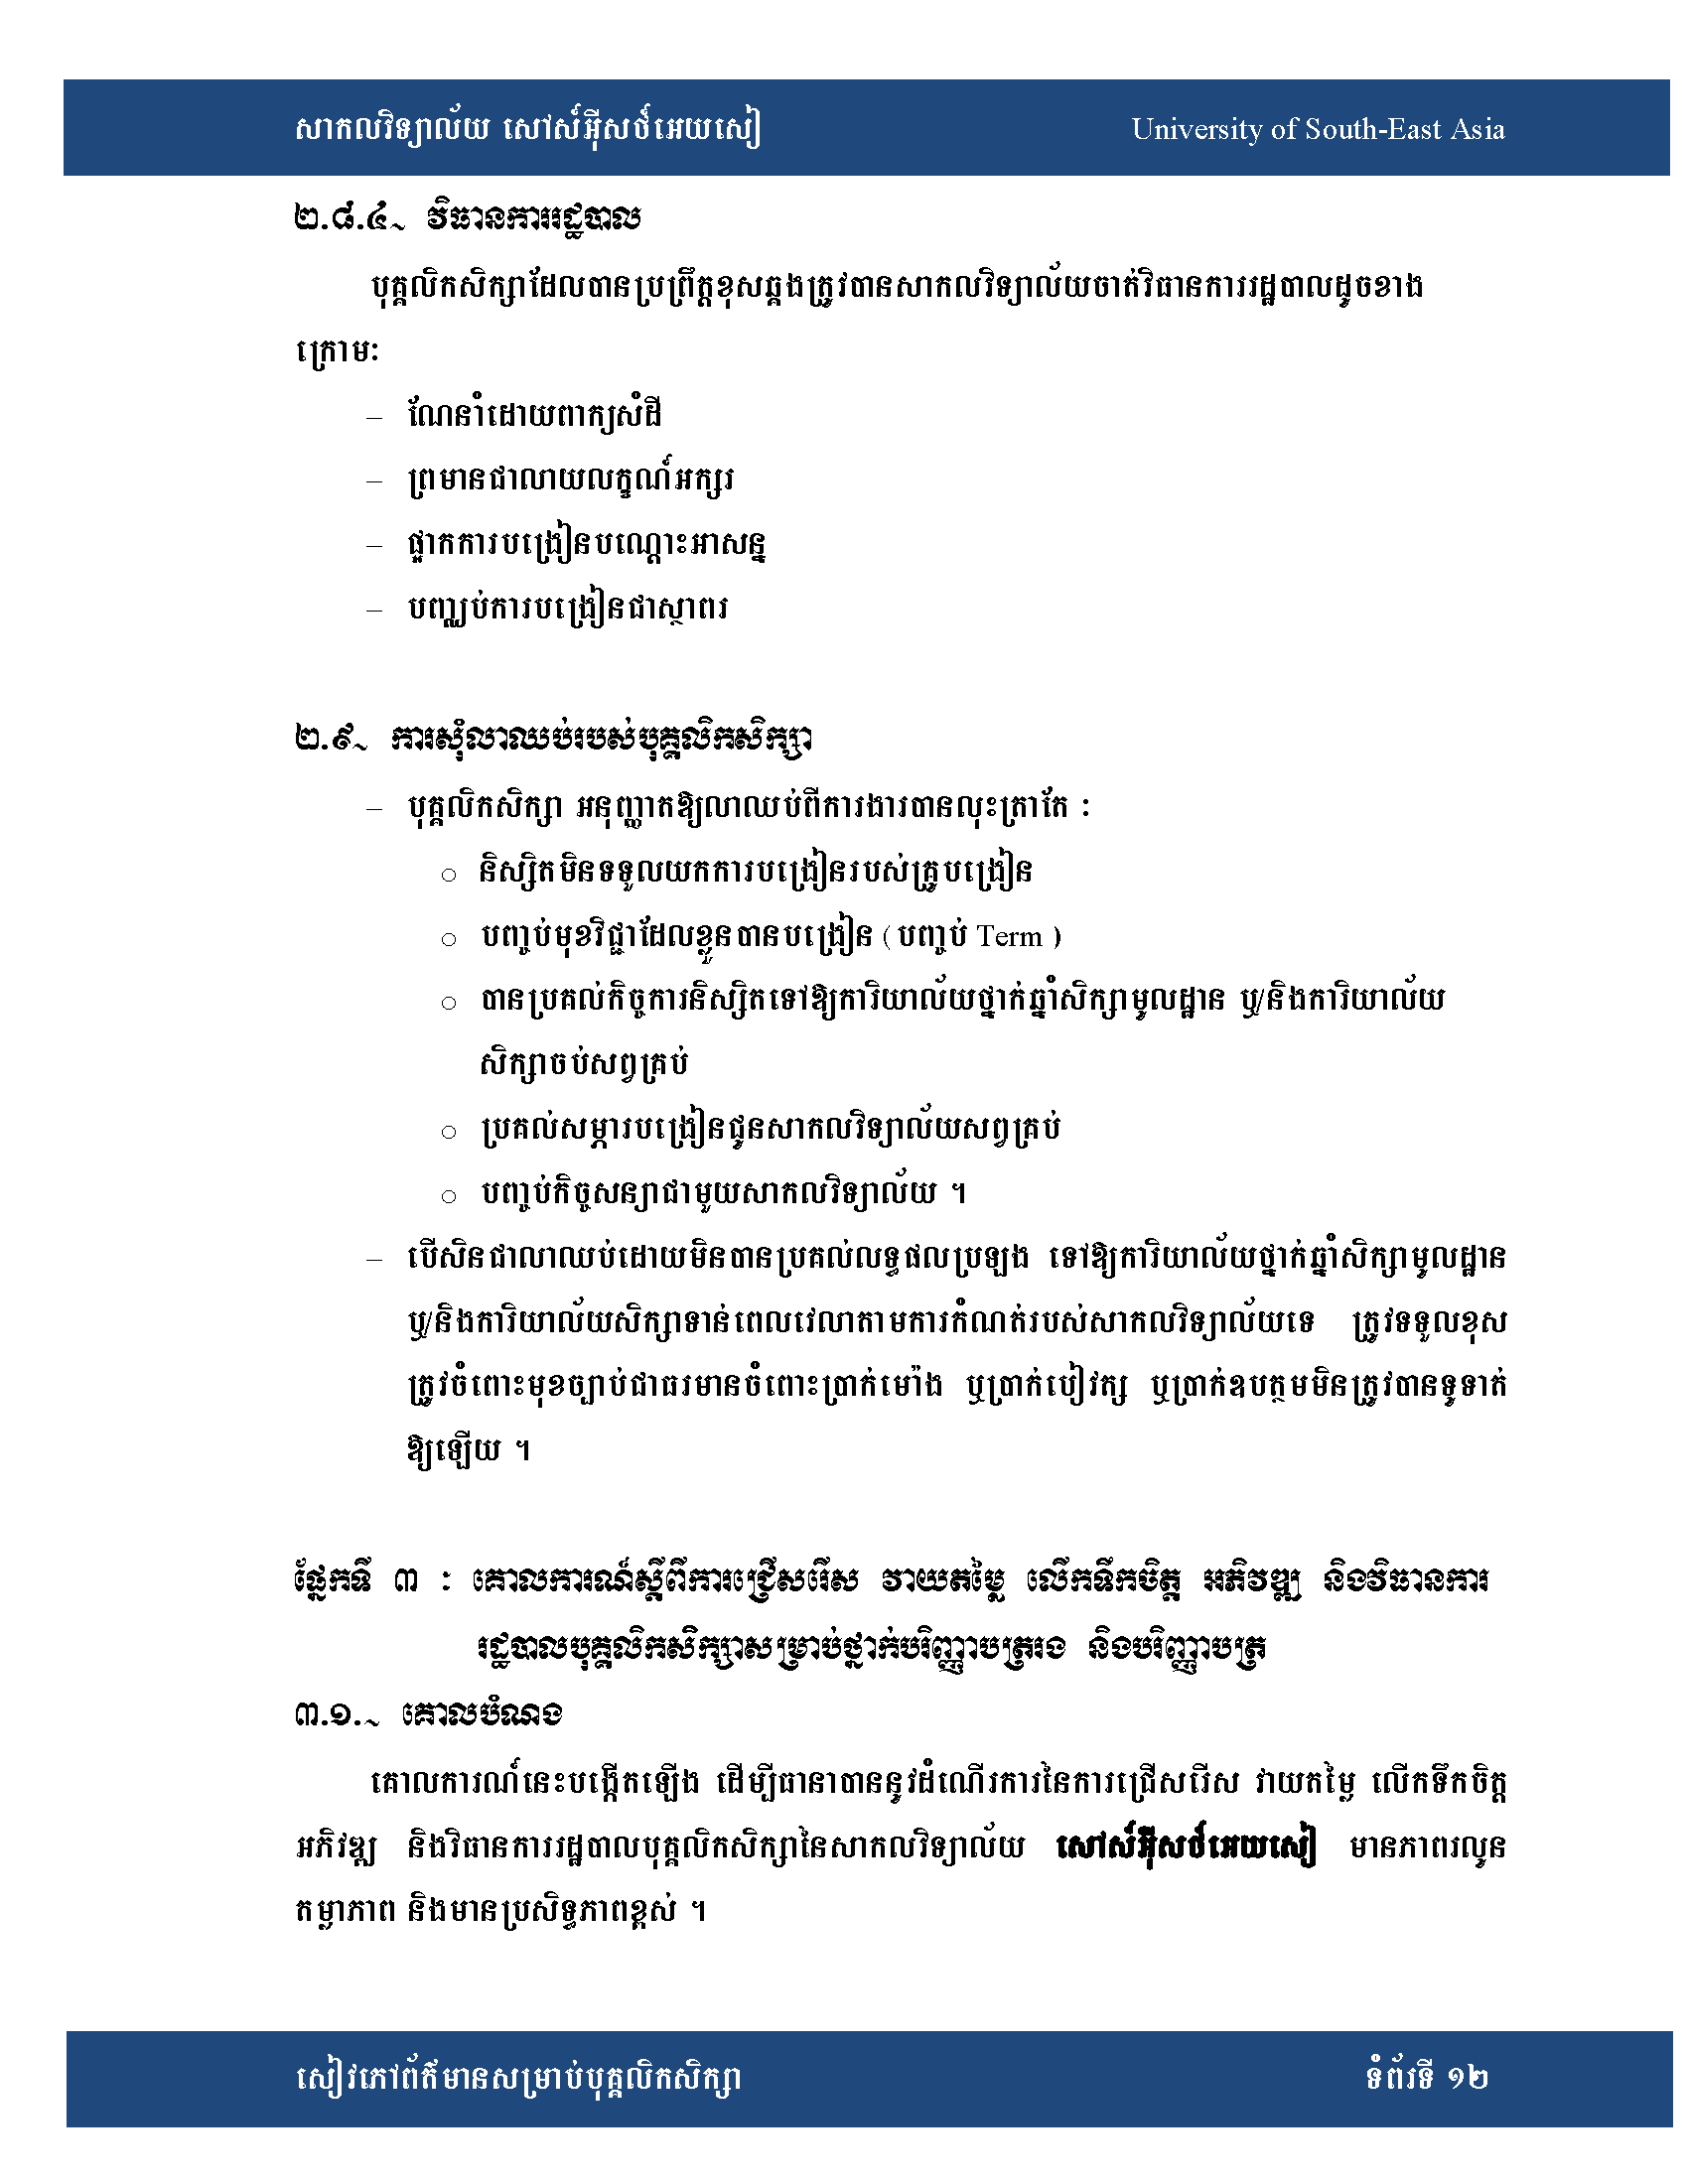 សាកលវិទ្យាល័យ សៅស៍អ៊ីសថ៍អេយសៀ University of South-East Asia
២.៨.៤~ វិធានការរដ្ឋបាល
បុគ្គលិកសិក្សាដែលបានប្រព្រឹត្តខុសឆ្គងត្រូវបានសាកលវិទ្យាល័យចាត់វិធានការរដ្ឋបាលដូចខាង
ក្រោមៈ
– ណែនាំដោយពាក្យសំដី
– ព្រមានជាលាយលក្ខណ៍អក្សរ
– ផ្អាកការបង្រៀនបណ្តោះអាសន្ន
– បញ្ឈប់ការបង្រៀនជាស្ថាពរ
២.៩~ ការសុំលាឈប់របស់បុគ្គលិកសិក្សា
– បុគ្គលិកសិក្សា អនុញ្ញាតឱ្យលាឈប់ពីការងារបានលុះត្រាតែ ៖
○ និស្សិតមិនទទួលយកការបង្រៀនរបស់គ្រូបង្រៀន
○ បញ្ចប់មុខវិជ្ជាដែលខ្លួនបានបង្រៀន ( បញ្ចប់ Term )
○ បានប្រគល់កិច្ចការនិស្សិតទៅឱ្យការិយាល័យថ្នាក់ឆ្នាំសិក្សាមូលដ្ឋាន ឬ/និងការិយាល័យ
សិក្សាចប់សព្វគ្រប់
○ ប្រគល់សម្ភារបង្រៀនជូនសាកលវិទ្យាល័យសព្វគ្រប់
○ បញ្ចប់កិច្ចសន្យាជាមួយសាកលវិទ្យាល័យ ។
– បើសិនជាលាឈប់ដោយមិនបានប្រគល់លទ្ធផលប្រឡង ទៅឱ្យការិយាល័យថ្នាក់ឆ្នាំសិក្សាមូលដ្ឋាន
ឬ/និងការិយាល័យសិក្សាទាន់ពេលវេលាតាមការកំណត់របស់សាកលវិទ្យាល័យទេ ត្រូវទទួលខុស
ត្រូវចំពោះមុខច្បាប់ជាធរមានចំពោះប្រាក់ម៉ោង ឬប្រាក់បៀវត្ស ឬប្រាក់ឧបត្ថមមិនត្រូវបានទូទាត់
ឱ្យឡើយ ។
ផ្នែកទី ៣ ៖ គោលការណ៍ស្តីពីការជ្រើសរើស វាយតម្លៃ លើកទឹកចិត្ត អភិវឌ្ឍ និងវិធានការ
រដ្ឋបាលបុគ្គលិកសិក្សាសម្រាប់ថ្នាក់បរិញ្ញាបត្ររង និងបរិញ្ញាបត្រ
៣.១.~ គោលបំណង
គោលការណ៍នេះបង្កើតឡើង ដើម្បីធានាបាននូវដំណើរការនៃការជ្រើសរើស វាយតម្លៃ លើកទឹកចិត្ត
អភិវឌ្ឍ និងវិធានការរដ្ឋបាលបុគ្គលិកសិក្សានៃសាកលវិទ្យាល័យ សៅស៍អ៊ីសថ៍អេយសៀ មានភាពរលូន
តម្លាភាព និងមានប្រសិទ្ធភាពខ្ពស់ ។
សៀវភៅព័ត៌មានសម្រាប់បុគ្គលិកសិក្សា ទំព័រទី ១២